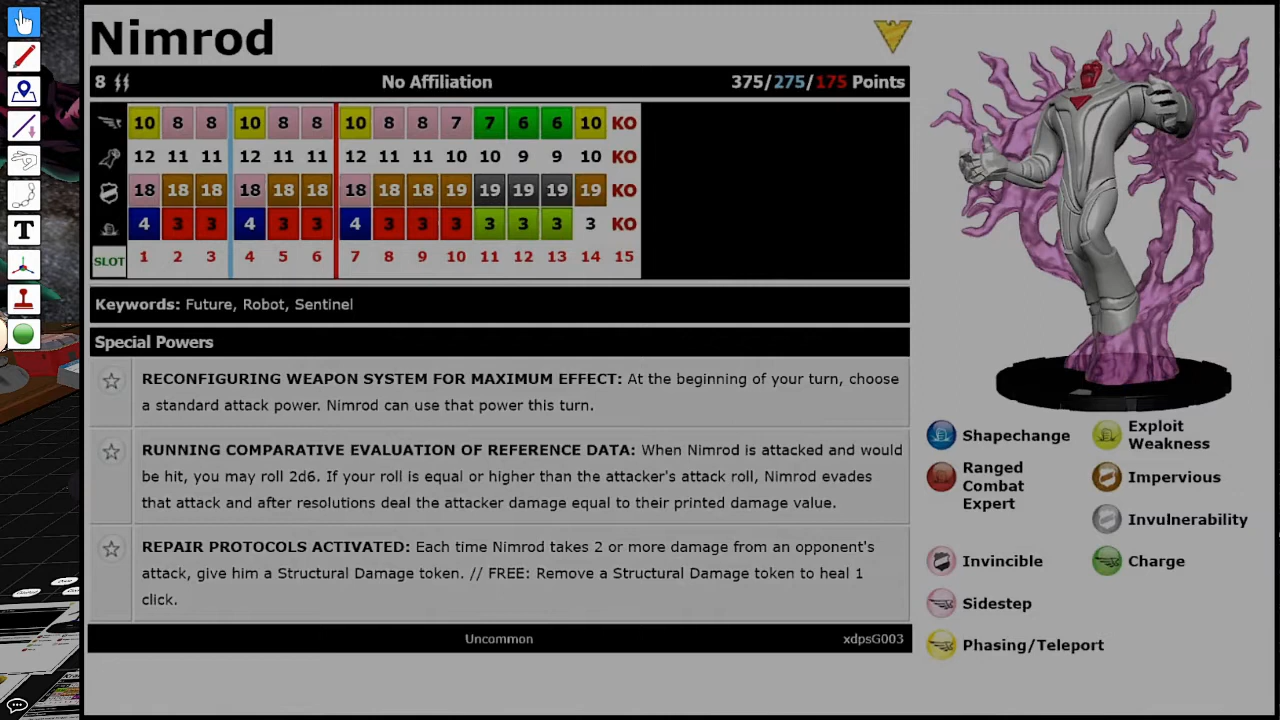 Nimrod
8 No Affiliation 375/275/175 Points
10 8 8 10 8 8 10 8 8 7 7 6 6 10 KO
12 11 11 12 11 11 12 11 11 10 10 9 9 10 KO
18 18 18 18 18 18 18 18 18 19 19 19 19 19 KO
4 3 3 4 3 3 4 3 3 3 3 3 3 3 KO
SLOT 1 2 3 4 5 6 7 8 9 10 11 12 13 14 15
Keywords: Future, Robot, Sentinel
Special Powers
RECONFIGURING WEAPON SYSTEM FOR MAXIMUM EFFECT: At the beginning of your turn, choose
a standard attack power. Nimrod can use that power this turn.
RUNNING COMPARATIVE EVALUATION OF REFERENCE DATA: When Nimrod is attacked and would
be hit, you may roll 2d6. If your roll is equal or higher than the attacker's attack roll, Nimrod evades
that attack and after resolutions deal the attacker damage equal to their printed damage value.
REPAIR PROTOCOLS ACTIVATED: Each time Nimrod takes 2 or more damage from an opponent's
attack, give him a Structural Damage token. // FREE: Remove a Structural Damage token to heal 1
click.
Uncommon xdpsG003
Shapechange
Exploit
Weakness
Ranged
Combat
Expert
Impervious
Invulnerability
Invincible
Charge
Sidestep
Phasing/Teleport
T